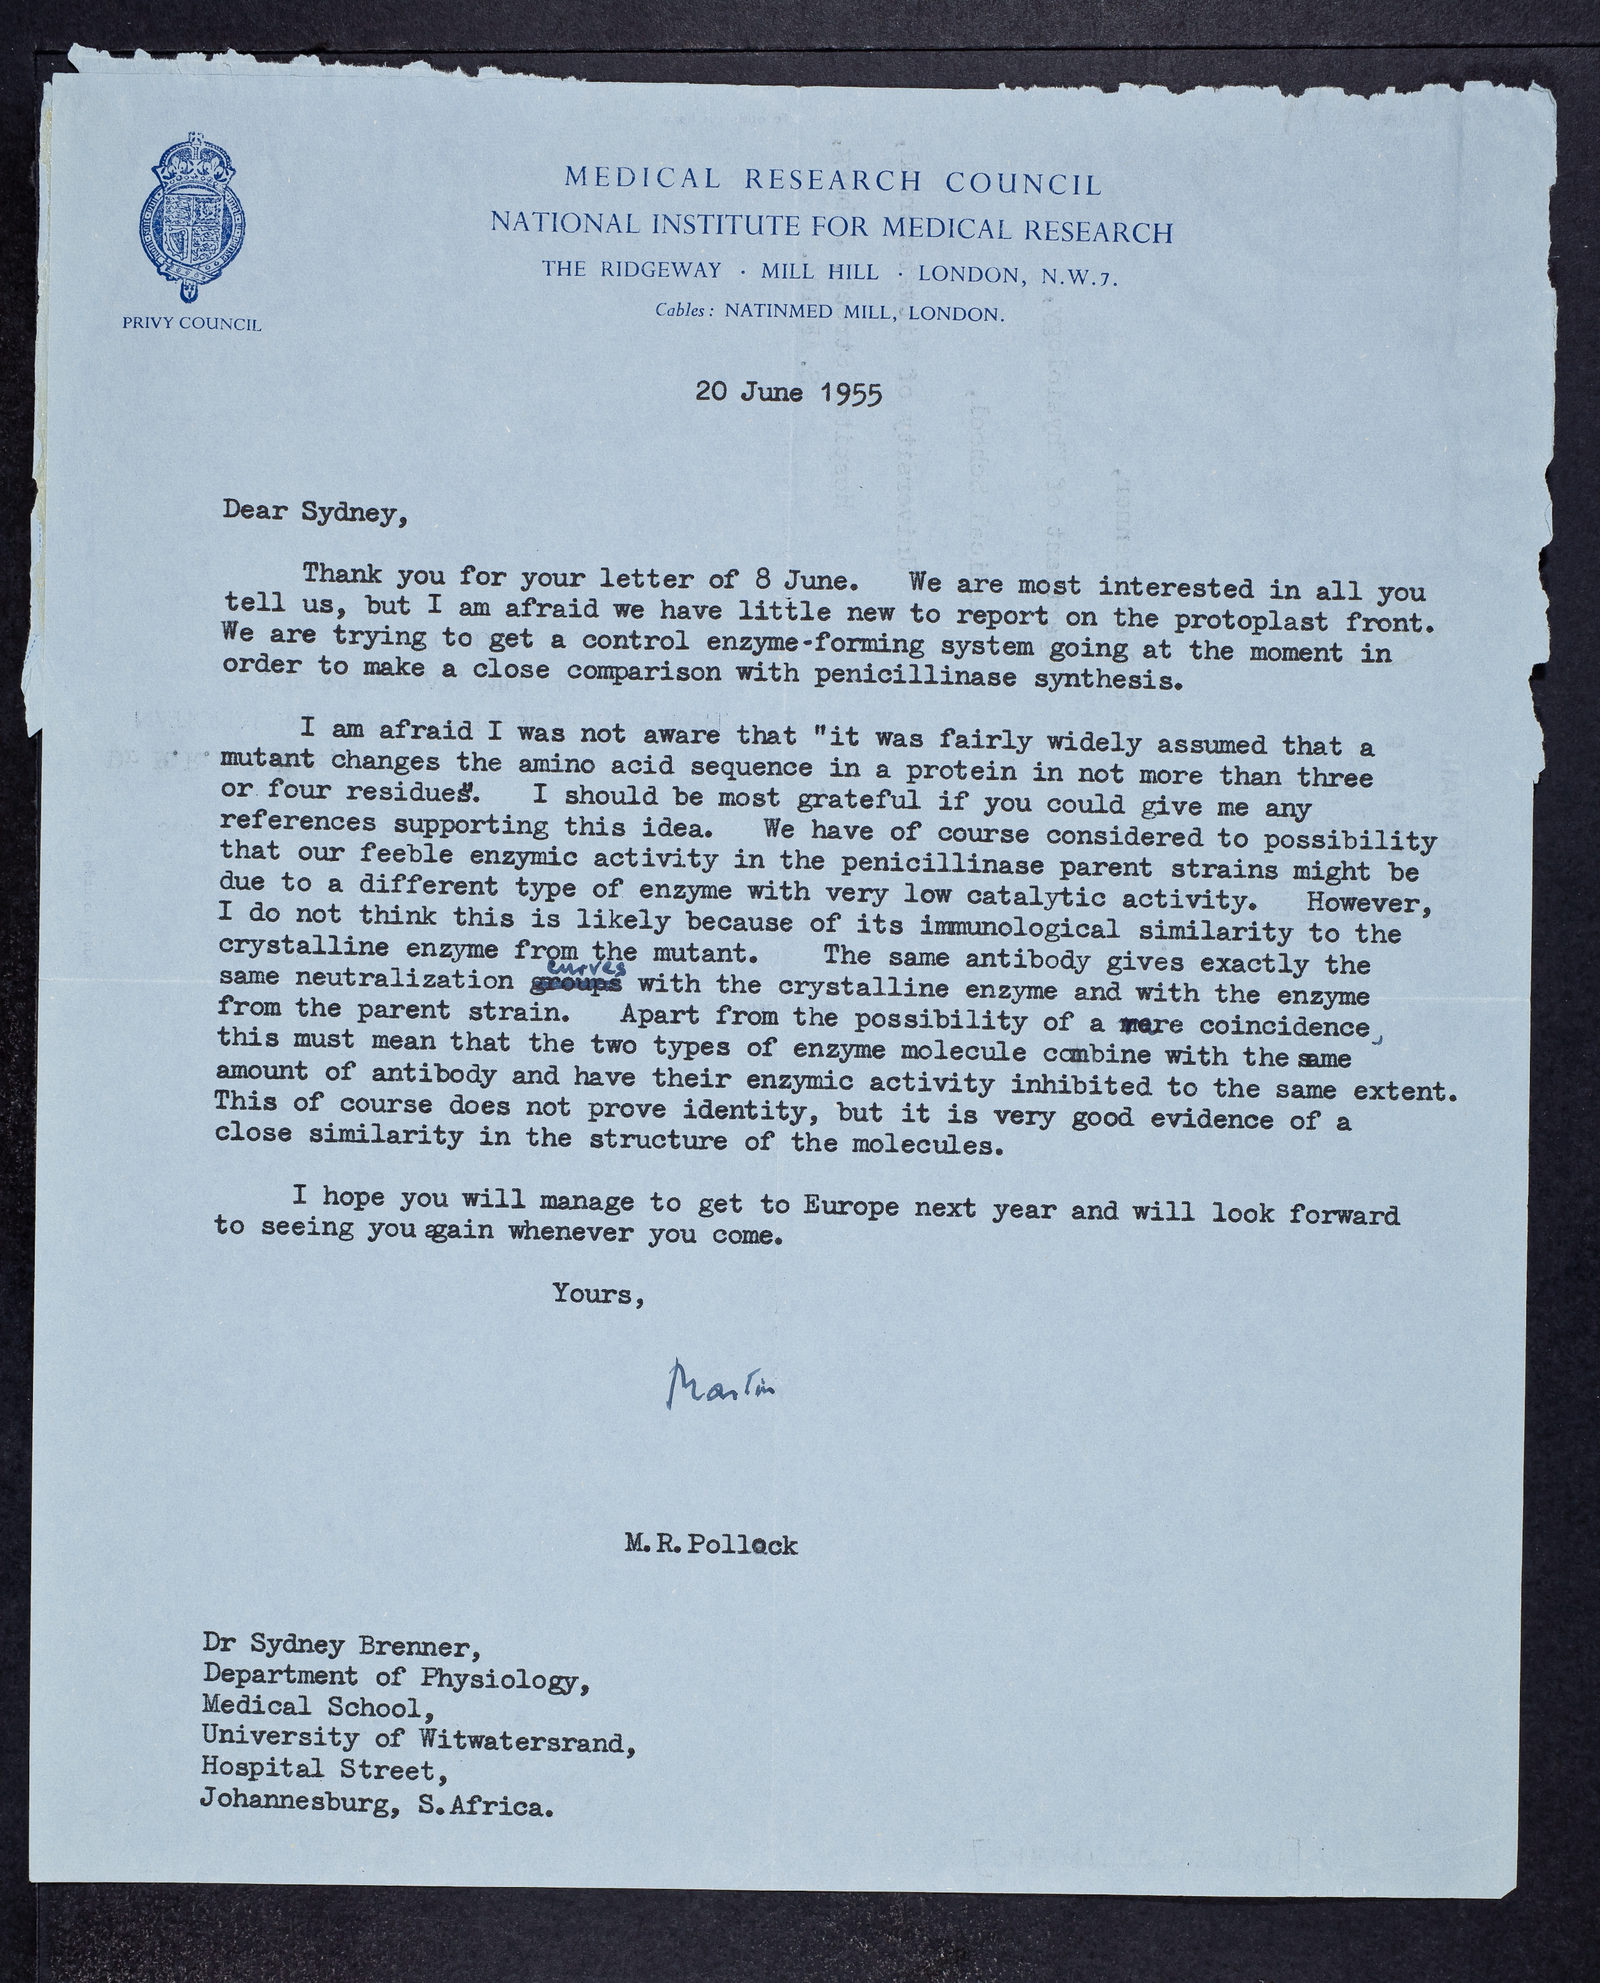 MEDICAL RESEARCH COUNCIL
NATIONAL INSTITUTE FOR MEDICAL RESEARCH
THE RIDGEWAY · MILL HILL · LONDON, N.W.7.
Cables: NATINMED MILL, LONDON.
PRIVY COUNCIL
20 June 1955
Dear Sydney,
Thank you for your letter of 8 June. We are most interested in all you
tell us, but I am afraid we have little new to report on the protoplast front.
We are trying to get a control enzyme-forming system going at the moment in
order to make a close comparison with penicillinase synthesis.
I am afraid I was not aware that "it was fairly widely assumed that a
mutant changes the amino acid sequence in a protein in not more than three
or four residues". I should be most grateful if you could give me any
references supporting this idea. We have of course considered to possibility
that our feeble enzymic activity in the penicillinase parent strains might be
due to a different type of enzyme with very low catalytic activity. However,
I do not think this is likely because of its immunological similarity to the
crystalline enzyme from the mutant. The same antibody gives exactly the
curves
same neutralization groups with the crystalline enzyme and with the enzyme
from the parent strain. Apart from the possibility of a mere coincidence,
this must mean that the two types of enzyme molecule combine with the same
amount of antibody and have their enzymic activity inhibited to the same extent.
This of course does not prove identity, but it is very good evidence of a
close similarity in the structure of the molecules.
I hope you will manage to get to Europe next year and will look forward
to seeing you again whenever you come.
Yours,
Martin
M.R.Pollock
Dr Sydney Brenner,
Department of Physiology,
Medical School,
University of Witwatersrand,
Hospital Street,
Johannesburg, S.Africa.